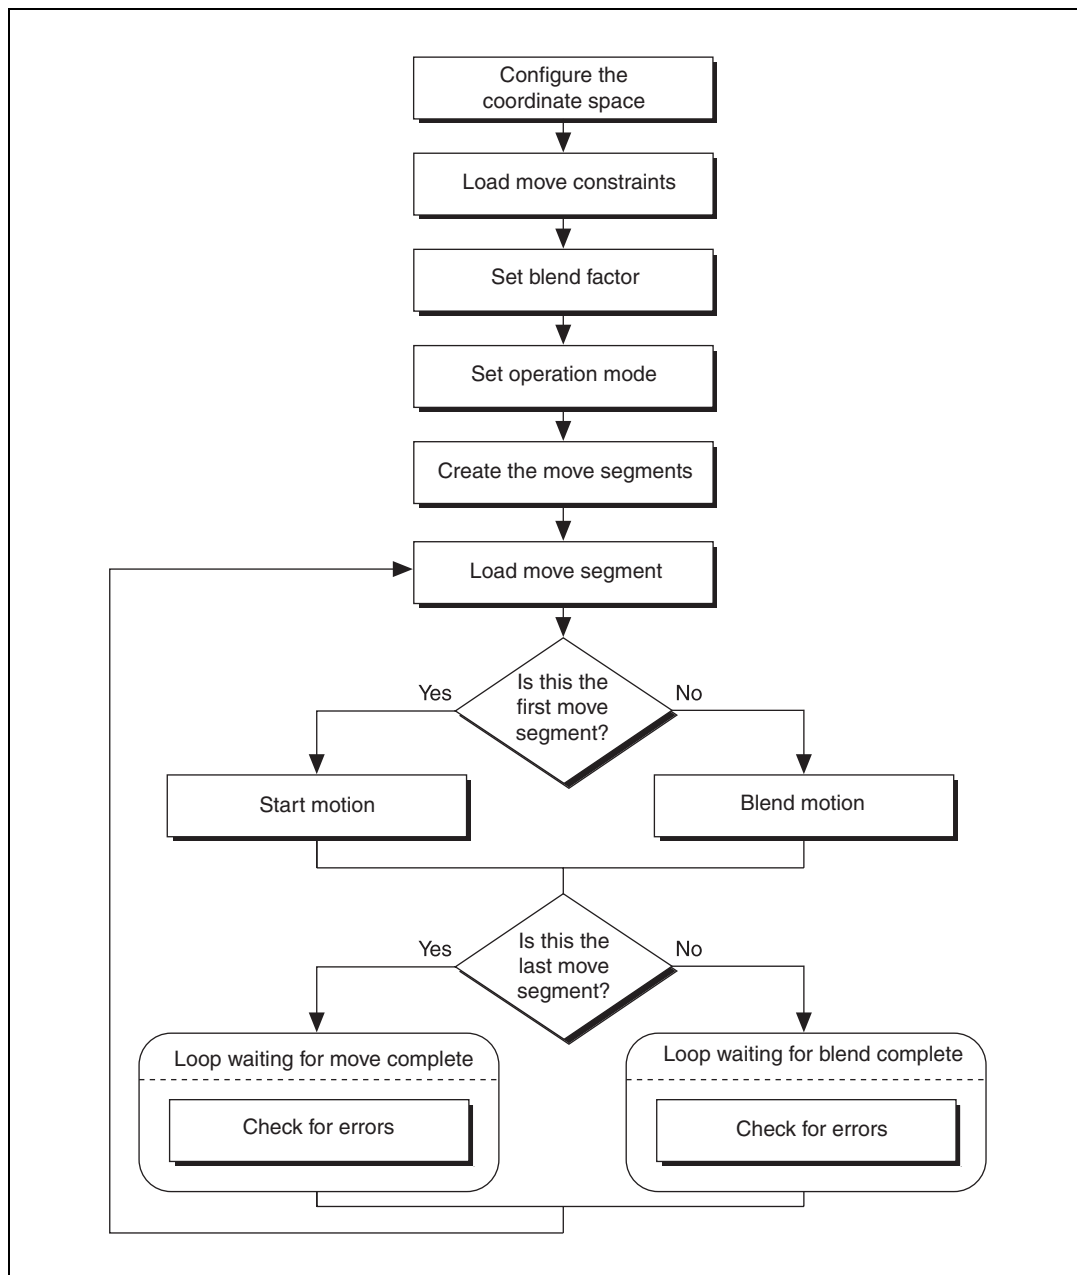 Configure the
coordinate space
Load move constraints
Set blend factor
Set operation mode
Create the move segments
Load move segment
Is this the
first move
segment?
Yes
No
Start motion
Blend motion
Is this the
last move
segment?
Yes
No
Loop waiting for move complete
Check for errors
Loop waiting for blend complete
Check for errors